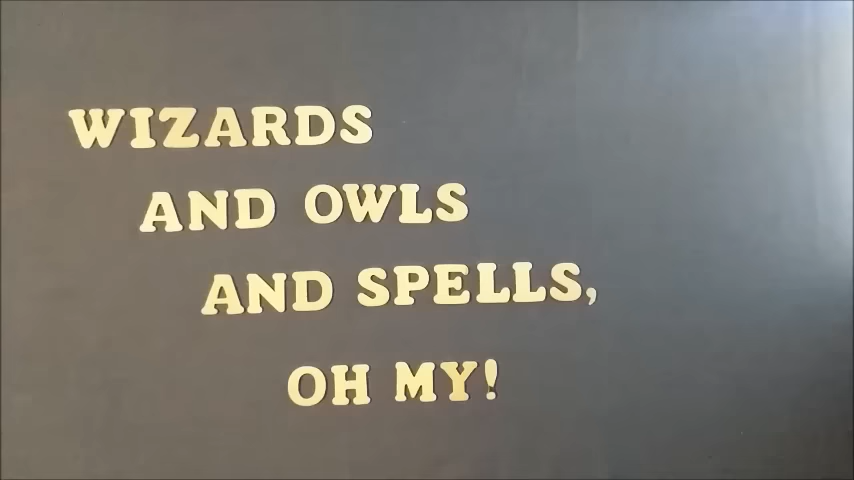 WIZARDS
AND OWLS
AND SPELLS,
OH MY!